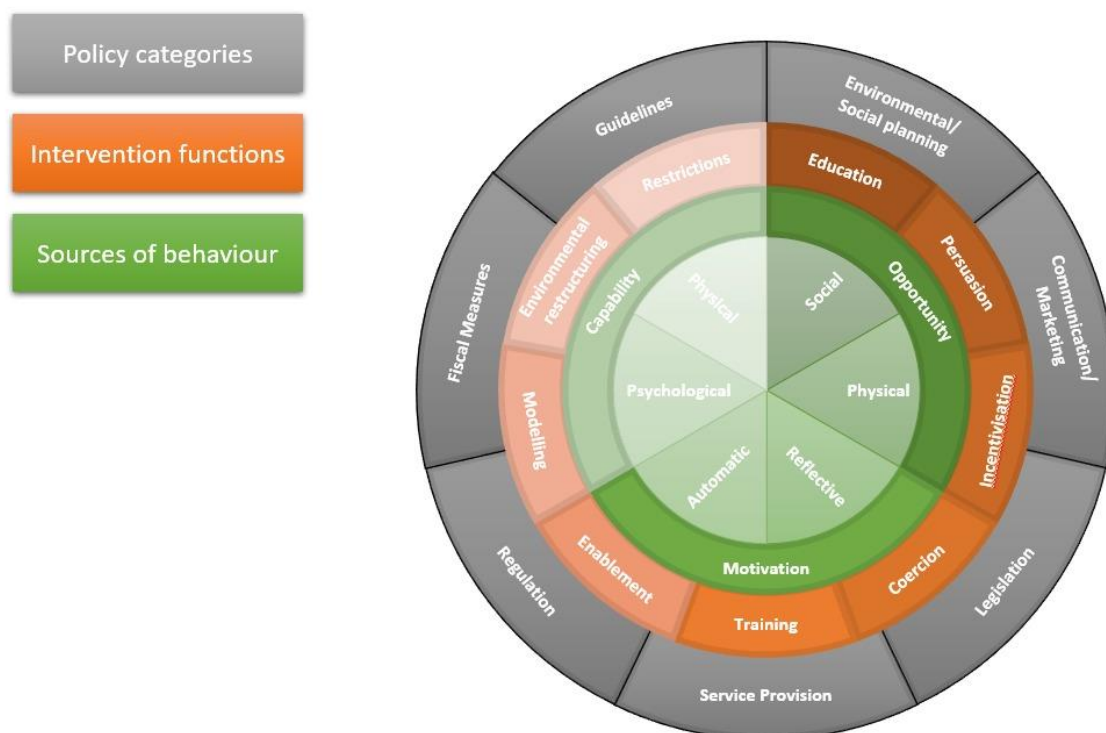 Policy categories
Intervention functions
Sources of behaviour
Guidelines
Environmental/
Social planning
Communication/
Marketing
Legislation
Service Provision
Regulation
Fiscal Measures
Restrictions
Education
Persuasion
Incentivisation
Coercion
Training
Enablement
Modelling
Environmental
restructuring
Capability
Opportunity
Motivation
Physical
Social
Physical
Reflective
Automatic
Psychological